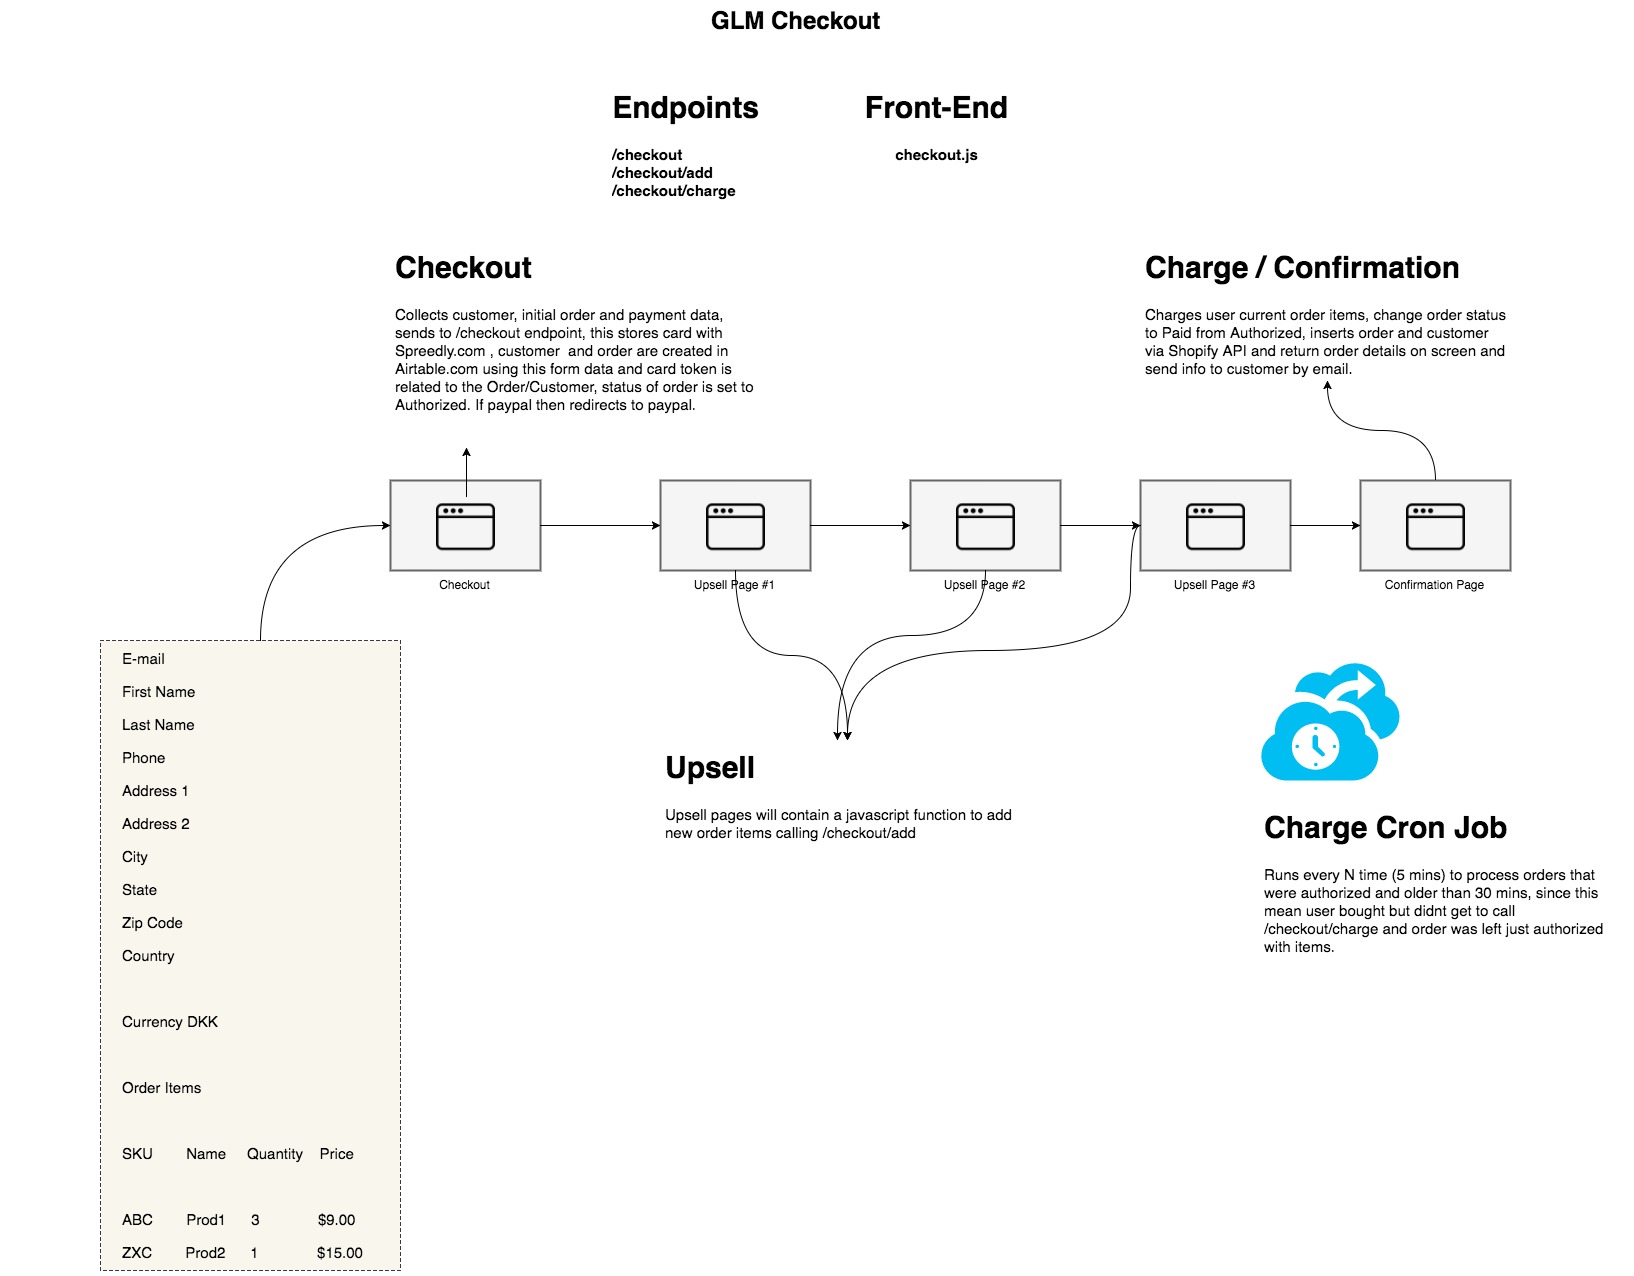 GLM Checkout
Endpoints
/checkout
/checkout/add
/checkout/charge
Front-End
checkout.js
Checkout
Collects customer, initial order and payment data,
sends to /checkout endpoint, this stores card with
Spreedly.com , customer  and order are created in
Airtable.com using this form data and card token is
related to the Order/Customer, status of order is set to
Authorized. If paypal then redirects to paypal.
Charge / Confirmation
Charges user current order items, change order status
to Paid from Authorized, inserts order and customer
via Shopify API and return order details on screen and
send info to customer by email.
Checkout
Upsell Page #1
Upsell Page #2
Upsell Page #3
Confirmation Page
E-mail
First Name
Last Name
Phone
Address 1
Address 2
City
State
Zip Code
Country
Currency DKK
Order Items
SKU Name Quantity Price
ABC Prod1 3 $9.00
ZXC Prod2 1 $15.00
Upsell
Upsell pages will contain a javascript function to add
new order items calling /checkout/add
Charge Cron Job
Runs every N time (5 mins) to process orders that
were authorized and older than 30 mins, since this
mean user bought but didnt get to call
/checkout/charge and order was left just authorized
with items.